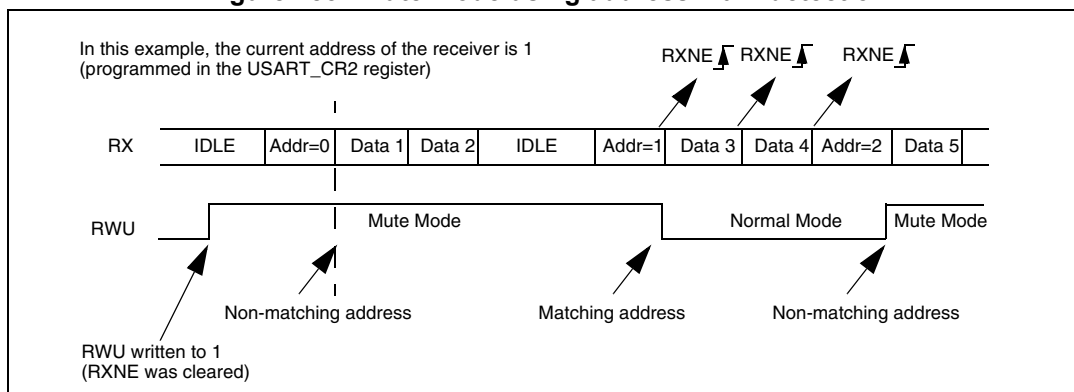 In this example, the current address of the receiver is 1
(programmed in the USART_CR2 register)
RXNE RXNE RXNE
RX IDLE Addr=0 Data 1 Data 2 IDLE Addr=1 Data 3 Data 4 Addr=2 Data 5
RWU Mute Mode Normal Mode Mute Mode
Non-matching address Matching address Non-matching address
RWU written to 1
(RXNE was cleared)